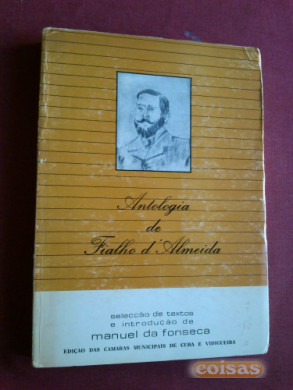 Antologia
de
Fialho d'Almeida
selecção de textos
e introdução de
manuel da fonseca
EDIÇÃO DAS CÂMARAS MUNICIPAIS DE CUBA E VIDIGUEIRA
coisas